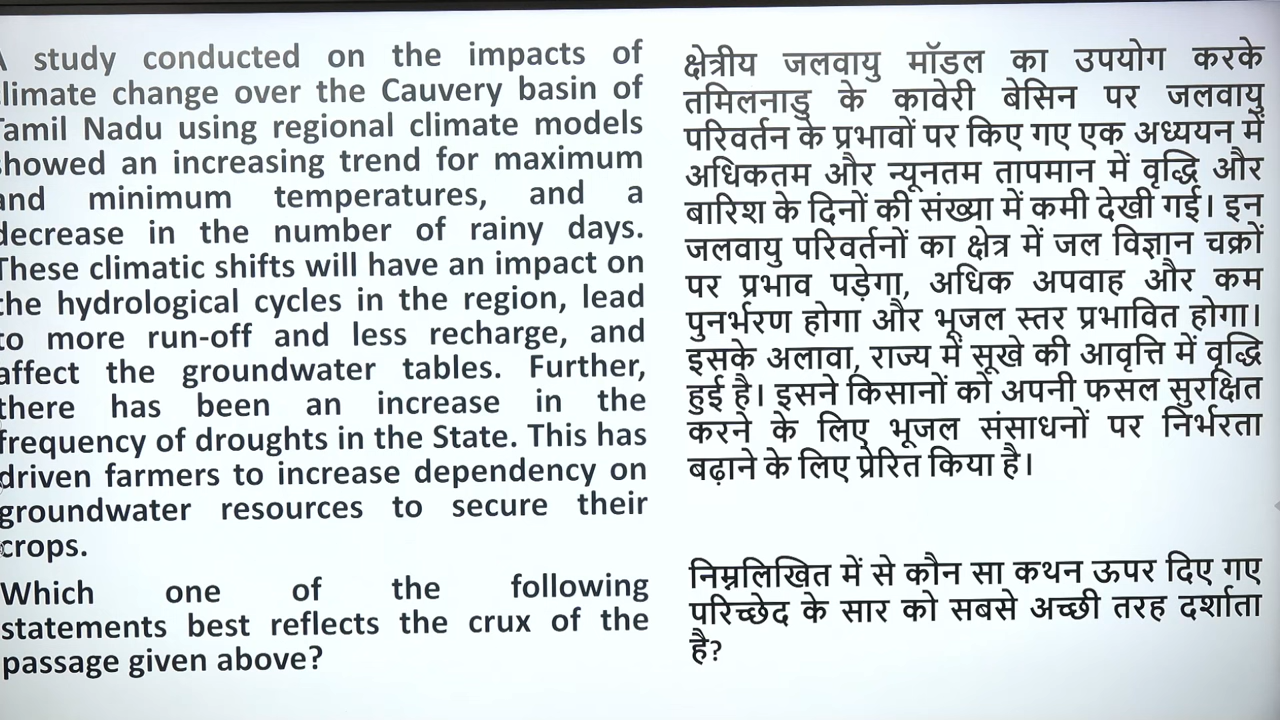 A study conducted on the impacts of
climate change over the Cauvery basin of
Tamil Nadu using regional climate models
showed an increasing trend for maximum
and minimum temperatures, and a
decrease in the number of rainy days.
These climatic shifts will have an impact on
the hydrological cycles in the region, lead
to more run-off and less recharge, and
affect the groundwater tables. Further,
there has been an increase in the
frequency of droughts in the State. This has
driven farmers to increase dependency on
groundwater resources to secure their
crops.
Which one of the following
statements best reflects the crux of the
passage given above?
क्षेत्रीय जलवायु मॉडल का उपयोग करके
तमिलनाडु के कावेरी बेसिन पर जलवायु
परिवर्तन के प्रभावों पर किए गए एक अध्ययन में
अधिकतम और न्यूनतम तापमान में वृद्धि और
बारिश के दिनों की संख्या में कमी देखी गई। इन
जलवायु परिवर्तनों का क्षेत्र में जल विज्ञान चक्रों
पर प्रभाव पड़ेगा, अधिक अपवाह और कम
पुनर्भरण होगा और भूजल स्तर प्रभावित होगा।
इसके अलावा, राज्य में सूखे की आवृत्ति में वृद्धि
हुई है। इसने किसानों को अपनी फसल सुरक्षित
करने के लिए भूजल संसाधनों पर निर्भरता
बढ़ाने के लिए प्रेरित किया है।
निम्नलिखित में से कौन सा कथन ऊपर दिए गए
परिच्छेद के सार को सबसे अच्छी तरह दर्शाता
है?